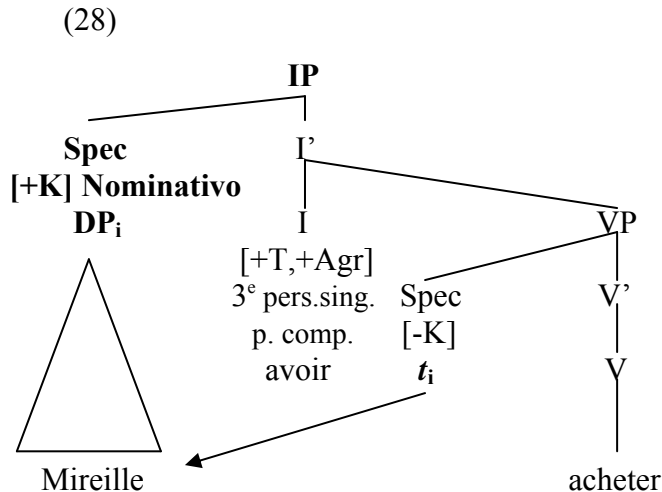 (28)
IP
Spec I’
[+K] Nominativo
DPi I VP
[+T,+Agr]
3e pers.sing. Spec V’
p. comp. [-K]
avoir ti V
Mireille acheter